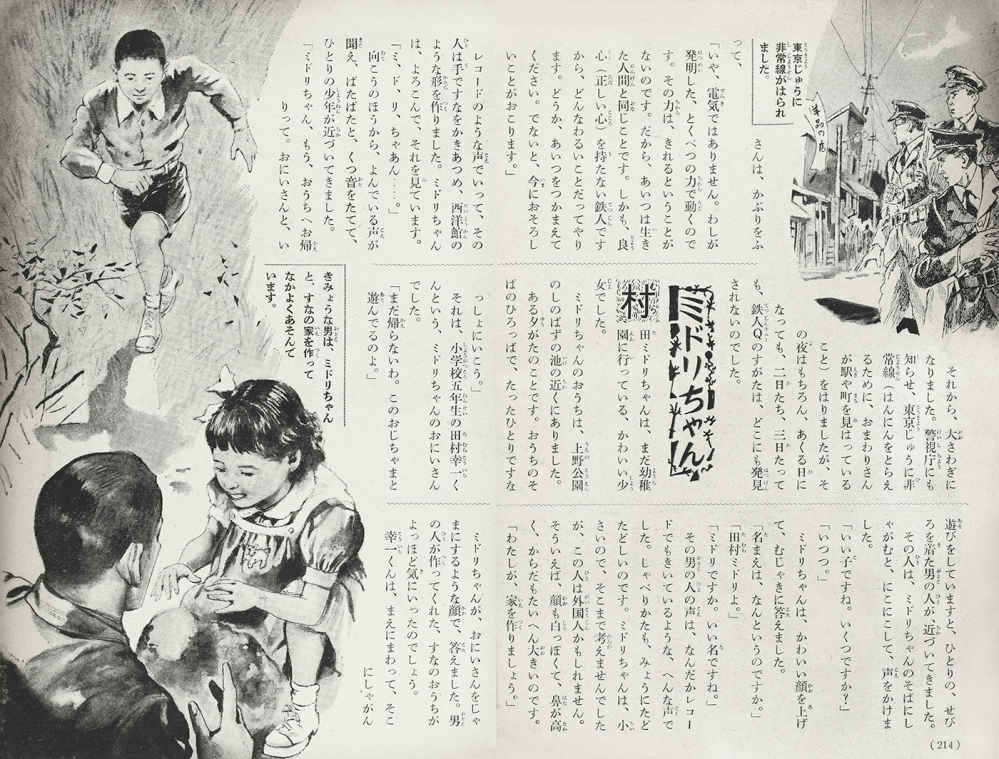 東京じゅうに
非常線がはられ
ました。
さんは、かぶりをふ
って、
「いや、電気ではありません。わしが
発明した、とくべつの力で動くので
す。その力は、きれるということが
ないのです。だから、あいつは生き
た人間と同じことです。しかも、良
心(正しい心)を持たない鉄人です
から、どんなわるいことだってやり
ます。どうか、あいつをつかまえて
ください。でないと、今におそろし
いことがおこります。」
それから、大さわぎに
なりました。警視庁にも
知らせ、東京じゅうに非
常線(はんにんをとらえ
るために、おまわりさん
が駅や町を見はっている
こと)をはりましたが、そ
の夜はもちろん、あくる日に
なっても、二日たち、三日たって
も、鉄人Qのすがたは、どこにも発見
されないのでした。
ミドリちゃん
村
田ミドリちゃんは、まだ幼稚
園に行っている、かわいい少
女でした。
ミドリちゃんのおうちは、上野公園
のしのばずの池の近くにありました。
ある夕がたのことです。おうちのそ
ばのひろっぱで、たったひとりですな
遊びをしていますと、ひとりの、せび
ろを着た男の人が近づいてきました。
その人は、ミドリちゃんのそばにし
ゃがむと、にこにこして、声をかけま
した。
「いい子ですね。いくつですか?」
「いつつ。」
ミドリちゃんは、かわいい顔を上げ
て、むじゃきに答えました。
「名まえは、なんというのですか。」
「田村ミドリよ。」
「ミドリですか。いい名ですね。」
その男の人の声は、なんだかレコー
ドでもきいているような、へんな声で
した。しゃべりかたも、みょうにたど
たどしいのです。ミドリちゃんは、小
さいので、そこまで考えませんでした
が、この人は外国人かもしれません。
そういえば、顔も白っぽくて、鼻が高
く、からだもたいへん大きいのです。
「わたしが、家を作りましょう。」
レコードのような声でいって、その
人は手ですなをかきあつめ、西洋館の
ような形を作りました。ミドリちゃん
は、よろこんで、それを見ています。
「ミ、ド、リ、ちゃあん……。」
向こうのほうから、よんでいる声が
聞え、ばたばたと、くつ音をたてて、
ひとりの少年が近づいてきました。
「ミドリちゃん、もう、おうちへお帰
りって。おにいさんと、い
っしょにいこう。」
それは、小学校五年生の田村幸一く
んという、ミドリちゃんのおにいさん
でした。
「まだ帰らないわ。このおじちゃまと
遊んでるのよ。」
きみょうな男は、ミドリちゃん
と、すなの家を作って
なかよくあそんで
います。
ミドリちゃんが、おにいさんをじゃ
まにするような顔で、答えました。男
の人が作ってくれた、すなのおうちが
よっぽど気にいったのでしょう。
幸一くんは、まえにまわって、そこ
にしゃがん
(214)